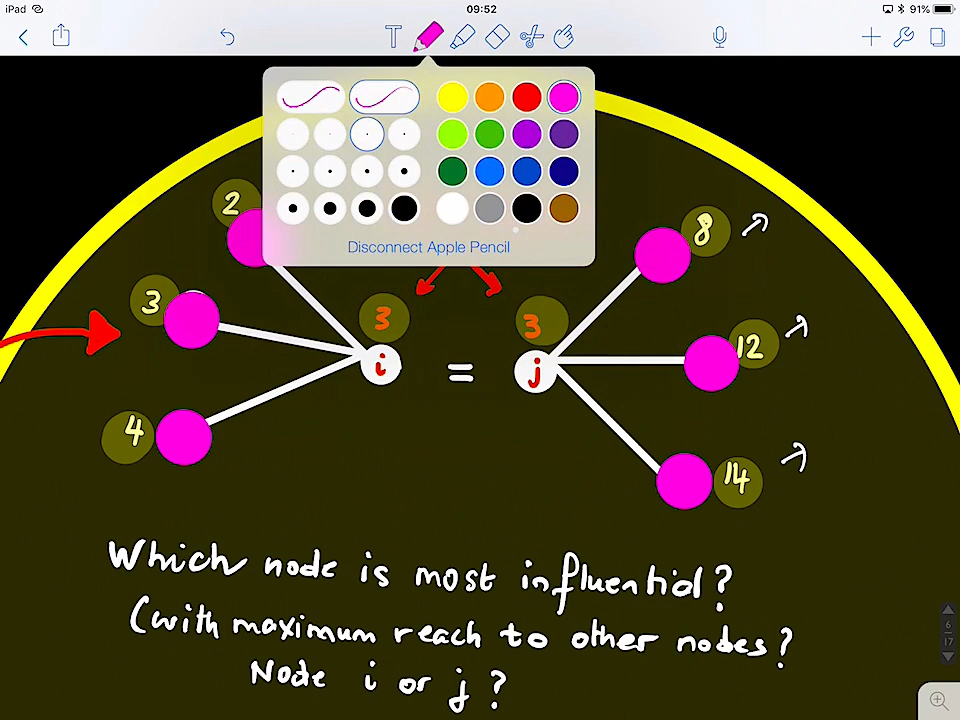 iPad 09:52 91%
T
Disconnect Apple Pencil
2
8
3
3
3
12
i = j
4
14
Which node is most influential?
(with maximum reach to other nodes?
Node i or j?
6
17